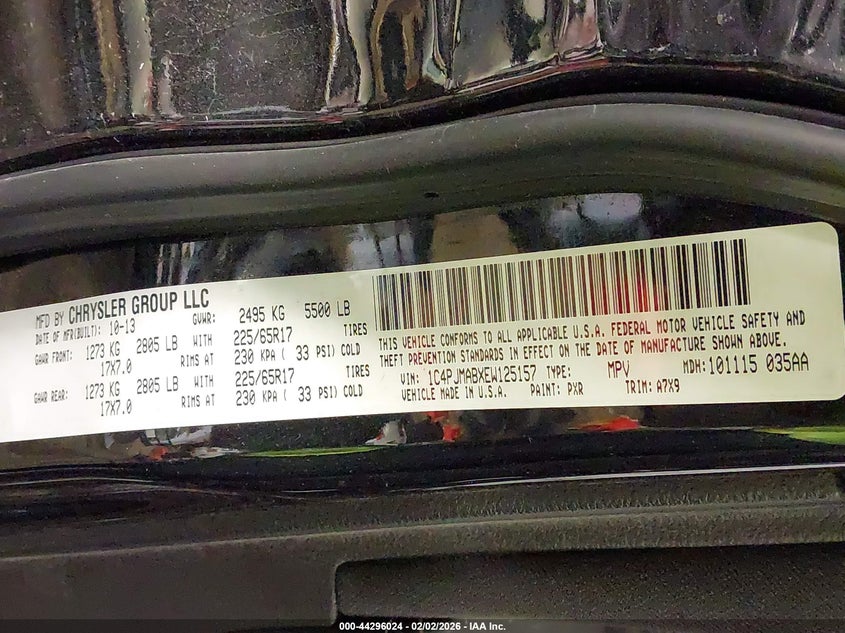 MFD BY CHRYSLER GROUP LLC
DATE OF MFR(BUILT): 10-13 GVWR: 2495 KG 5500 LB
GAWR FRONT: 1273 KG 2805 LB WITH 225/65R17 TIRES
17X7.0 RIMS AT 230 KPA ( 33 PSI) COLD
GAWR REAR: 1273 KG 2805 LB WITH 225/65R17 TIRES
17X7.0 RIMS AT 230 KPA ( 33 PSI) COLD
THIS VEHICLE CONFORMS TO ALL APPLICABLE U.S.A. FEDERAL MOTOR VEHICLE SAFETY AND
THEFT PREVENTION STANDARDS IN EFFECT ON THE DATE OF MANUFACTURE SHOWN ABOVE.
VIN: 1C4PJMABXEW125157 TYPE: MPV MDH: 101115 035AA
VEHICLE MADE IN U.S.A. PAINT: PXR TRIM: A7X9
000-44296024 - 02/02/2026 - IAA Inc.